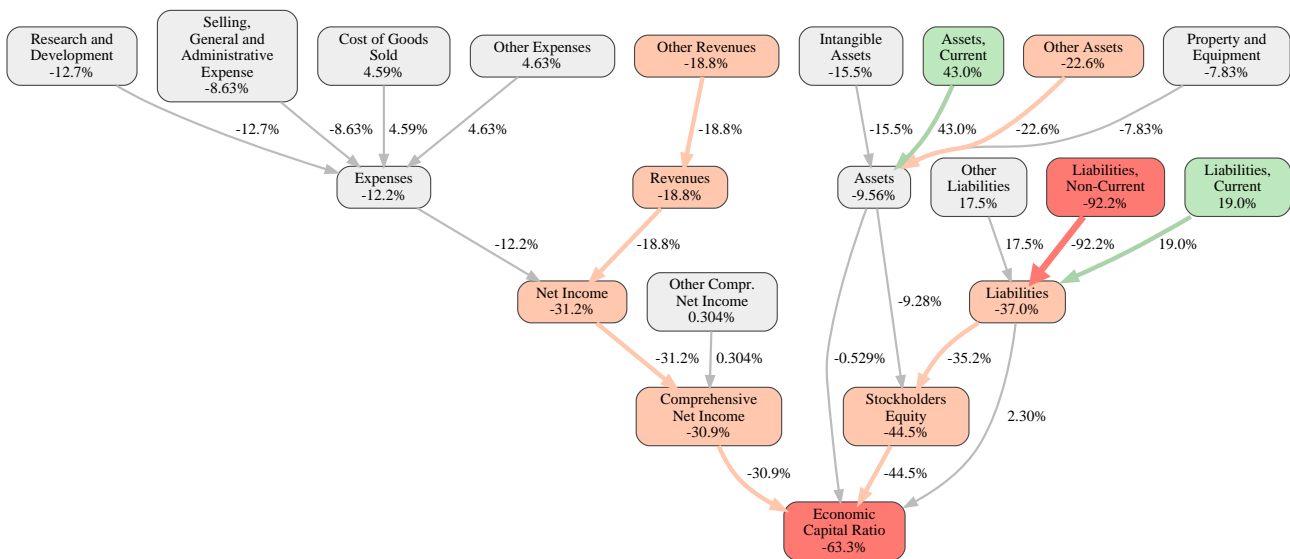 Research and
Development
-12.7%
Selling,
General and
Administrative
Expense
-8.63%
Cost of Goods
Sold
4.59%
Other Expenses
4.63%
Other Revenues
-18.8%
Intangible
Assets
-15.5%
Assets,
Current
43.0%
Other Assets
-22.6%
Property and
Equipment
-7.83%
-12.7%
-8.63%
4.59%
4.63%
-18.8%
-15.5%
43.0%
-22.6%
-7.83%
Expenses
-12.2%
Revenues
-18.8%
Assets
-9.56%
Other
Liabilities
17.5%
Liabilities,
Non-Current
-92.2%
Liabilities,
Current
19.0%
-12.2%
-18.8%
17.5%
-92.2%
19.0%
Net Income
-31.2%
Other Compr.
Net Income
0.304%
-9.28%
Liabilities
-37.0%
-31.2%
0.304%
-0.529%
-35.2%
Comprehensive
Net Income
-30.9%
Stockholders
Equity
-44.5%
2.30%
-30.9%
-44.5%
Economic
Capital Ratio
-63.3%